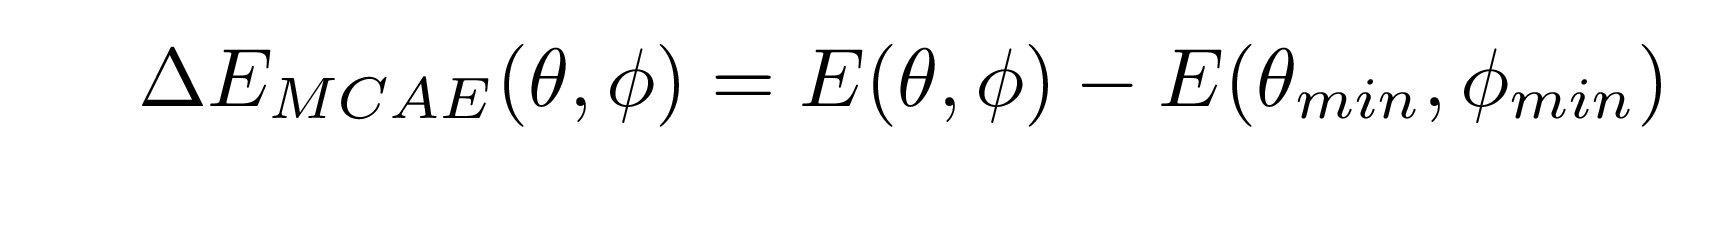 ΔE_{MCAE}(θ, ϕ) = E(θ, ϕ) − E(θ_{min}, ϕ_{min})